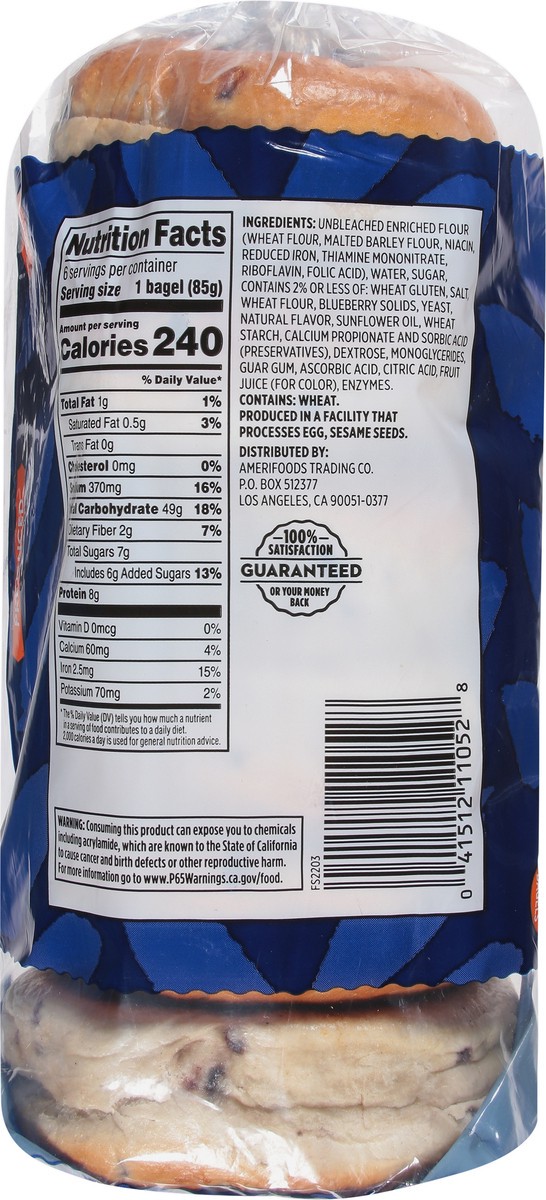 Nutrition Facts
6 servings per container
Serving size 1 bagel (85g)
Amount per serving
Calories 240
% Daily Value*
Total Fat 1g 1%
Saturated Fat 0.5g 3%
Trans Fat 0g
Cholesterol 0mg 0%
370mg 16%
Carbohydrate 49g 18%
Dietary Fiber 2g 7%
Total Sugars 7g
Includes 6g Added Sugars 13%
Protein 8g
Vitamin D 0mcg 0%
Calcium 60mg 4%
Iron 2.5mg 15%
Potassium 70mg 2%
*The % Daily Value (DV) tells you how much a nutrient
in a serving of food contributes to a daily diet.
2,000 calories a day is used for general nutrition advice.
INGREDIENTS: UNBLEACHED ENRICHED FLOUR
(WHEAT FLOUR, MALTED BARLEY FLOUR, NIACIN,
REDUCED IRON, THIAMINE MONONITRATE,
RIBOFLAVIN, FOLIC ACID), WATER, SUGAR,
CONTAINS 2% OR LESS OF: WHEAT GLUTEN, SALT,
WHEAT FLOUR, BLUEBERRY SOLIDS, YEAST,
NATURAL FLAVOR, SUNFLOWER OIL, WHEAT
STARCH, CALCIUM PROPIONATE AND SORBIC ACID
(PRESERVATIVES), DEXTROSE, MONOGLYCERIDES,
GUAR GUM, ASCORBIC ACID, CITRIC ACID, FRUIT
JUICE (FOR COLOR), ENZYMES.
CONTAINS: WHEAT.
PRODUCED IN A FACILITY THAT
PROCESSES EGG, SESAME SEEDS.
DISTRIBUTED BY:
AMERIFOODS TRADING CO.
P.O. BOX 512377
LOS ANGELES, CA 90051-0377
100%
SATISFACTION
GUARANTEED
OR YOUR MONEY
BACK
WARNING: Consuming this product can expose you to chemicals
including acrylamide, which are known to the State of California
to cause cancer and birth defects or other reproductive harm.
For more information go to www.P65Warnings.ca.gov/food.
FS2203
0 41512 11052 8